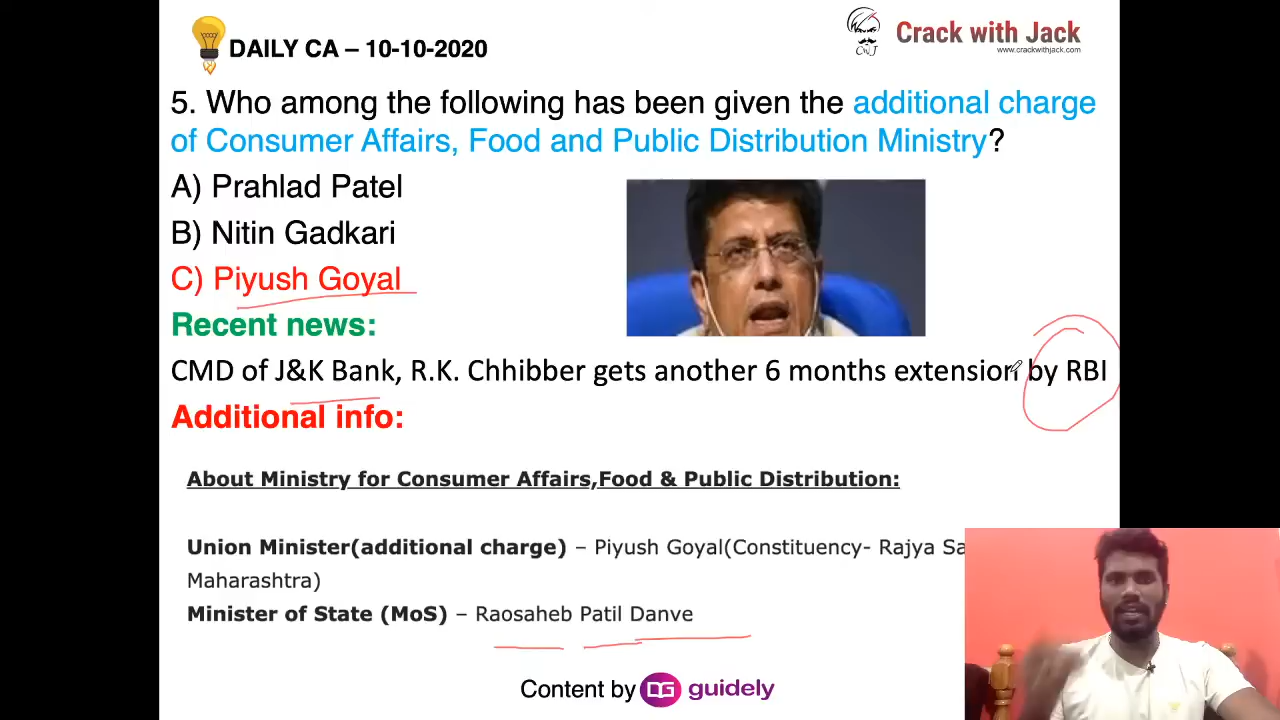 DAILY CA – 10-10-2020
Crack with Jack
www.crackwithjack.com
CWJ
5. Who among the following has been given the additional charge
of Consumer Affairs, Food and Public Distribution Ministry?
A) Prahlad Patel
B) Nitin Gadkari
C) Piyush Goyal
Recent news:
CMD of J&K Bank, R.K. Chhibber gets another 6 months extension by RBI
Additional info:
About Ministry for Consumer Affairs,Food & Public Distribution:
Union Minister(additional charge) – Piyush Goyal(Constituency- Rajya Sa
Maharashtra)
Minister of State (MoS) – Raosaheb Patil Danve
Content by DG guidely